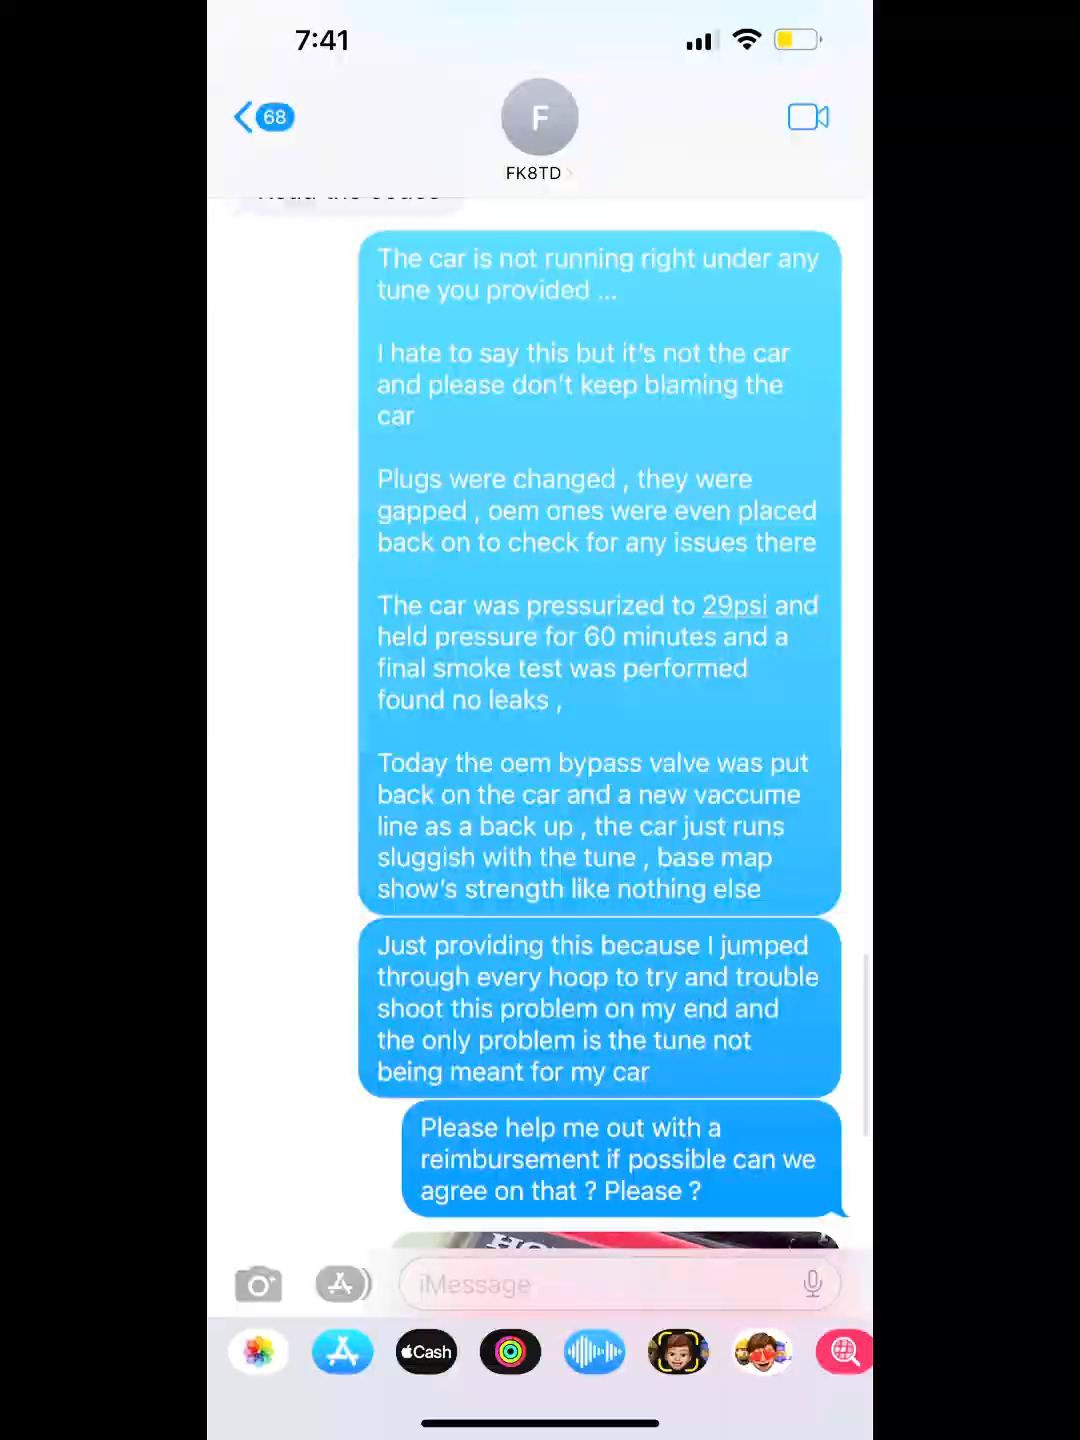 7:41
68
F
FK8TD
The car is not running right under any
tune you provided ...
I hate to say this but it's not the car
and please don't keep blaming the
car
Plugs were changed , they were
gapped , oem ones were even placed
back on to check for any issues there
The car was pressurized to 29psi and
held pressure for 60 minutes and a
final smoke test was performed
found no leaks ,
Today the oem bypass valve was put
back on the car and a new vaccume
line as a back up , the car just runs
sluggish with the tune , base map
show's strength like nothing else
Just providing this because I jumped
through every hoop to try and trouble
shoot this problem on my end and
the only problem is the tune not
being meant for my car
Please help me out with a
reimbursement if possible can we
agree on that ? Please ?
iMessage
Cash